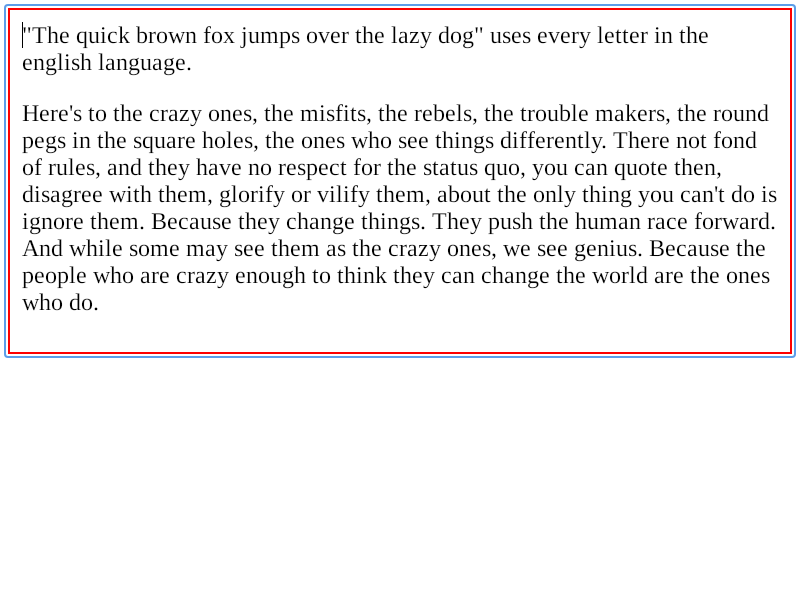 "The quick brown fox jumps over the lazy dog" uses every letter in the
english language.
Here's to the crazy ones, the misfits, the rebels, the trouble makers, the round
pegs in the square holes, the ones who see things differently. There not fond
of rules, and they have no respect for the status quo, you can quote then,
disagree with them, glorify or vilify them, about the only thing you can't do is
ignore them. Because they change things. They push the human race forward.
And while some may see them as the crazy ones, we see genius. Because the
people who are crazy enough to think they can change the world are the ones
who do.